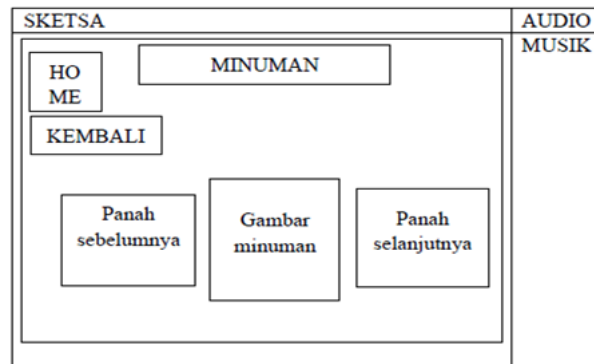 SKETSA
AUDIO
MUSIK
HO
ME
MINUMAN
KEMBALI
Panah
sebelumnya
Gambar
minuman
Panah
selanjutnya